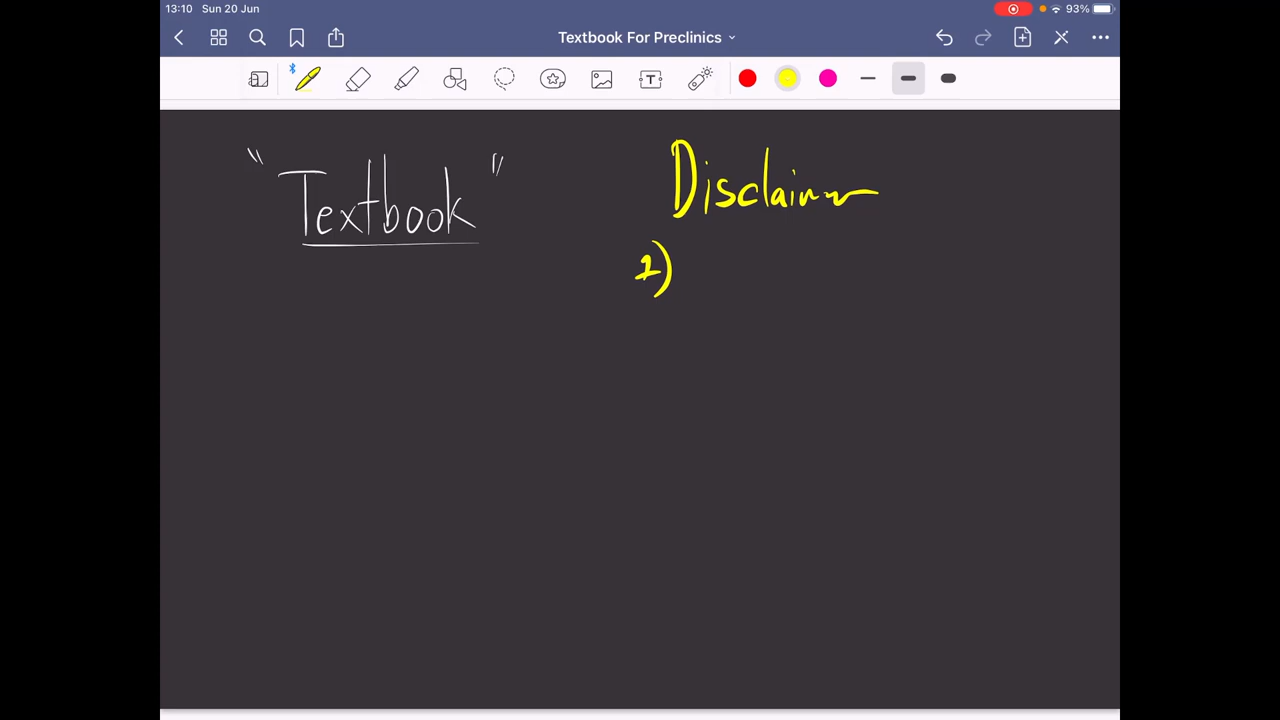 13:10 Sun 20 Jun 93%
Textbook For Preclinics
"Textbook"
Disclaimer
1)